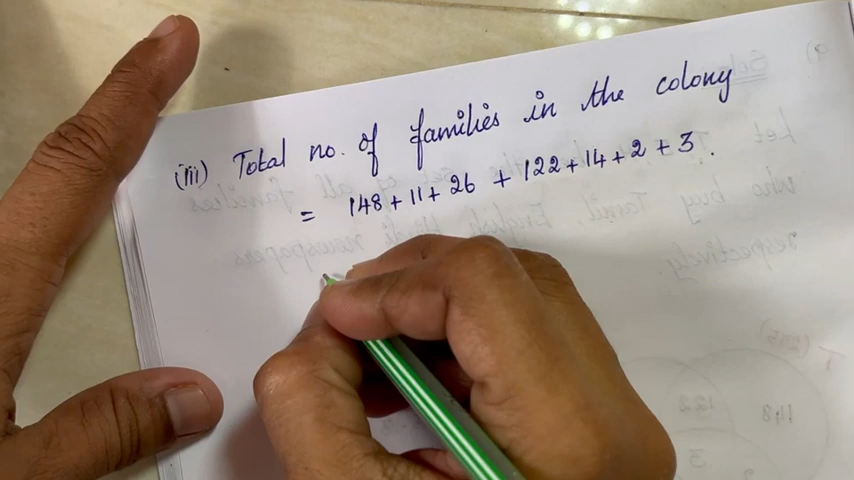 (iii) Total no. of families in the colony
= 148 + 11 + 26 + 122 + 14 + 2 + 3.